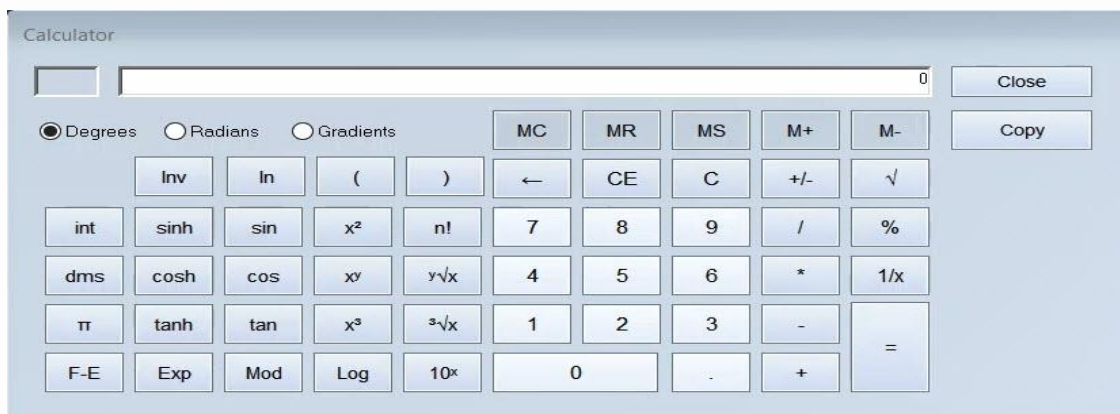 Calculator
0 Close
Degrees Radians Gradients MC MR MS M+ M- Copy
Inv ln ( ) ← CE C +/- √
int sinh sin x² n! 7 8 9 / %
dms cosh cos xʸ ʸ√x 4 5 6 * 1/x
π tanh tan x³ ³√x 1 2 3 - =
F-E Exp Mod Log 10ˣ 0 . +